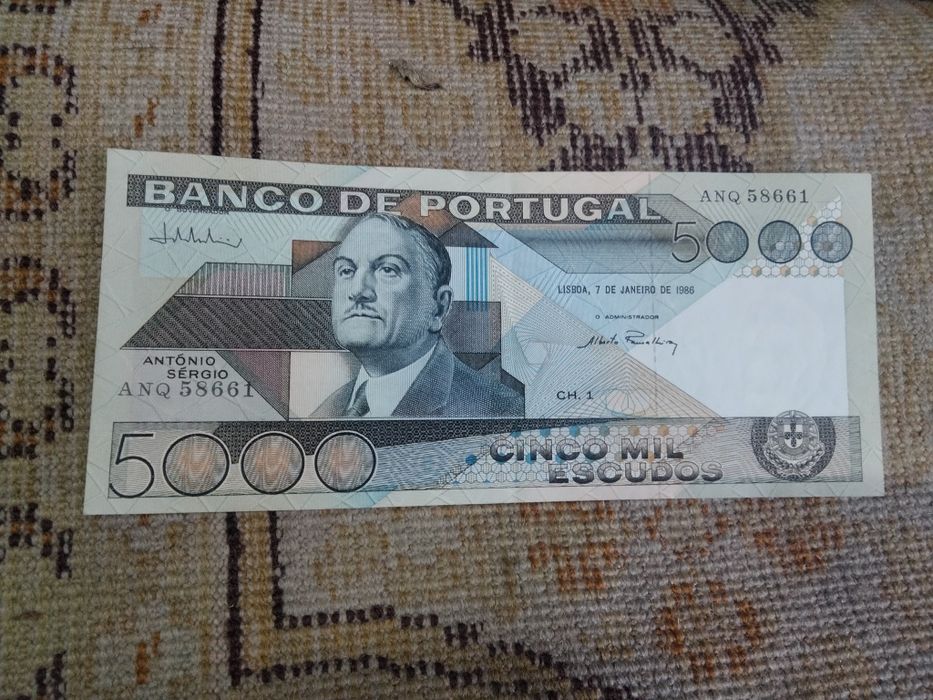 BANCO DE PORTUGAL
ANQ 58661
O GOVERNADOR
5000
LISBOA, 7 DE JANEIRO DE 1986
O ADMINISTRADOR
ANTÓNIO
SÉRGIO
ANQ 58661
CH. 1
5000
CINCO MIL
ESCUDOS